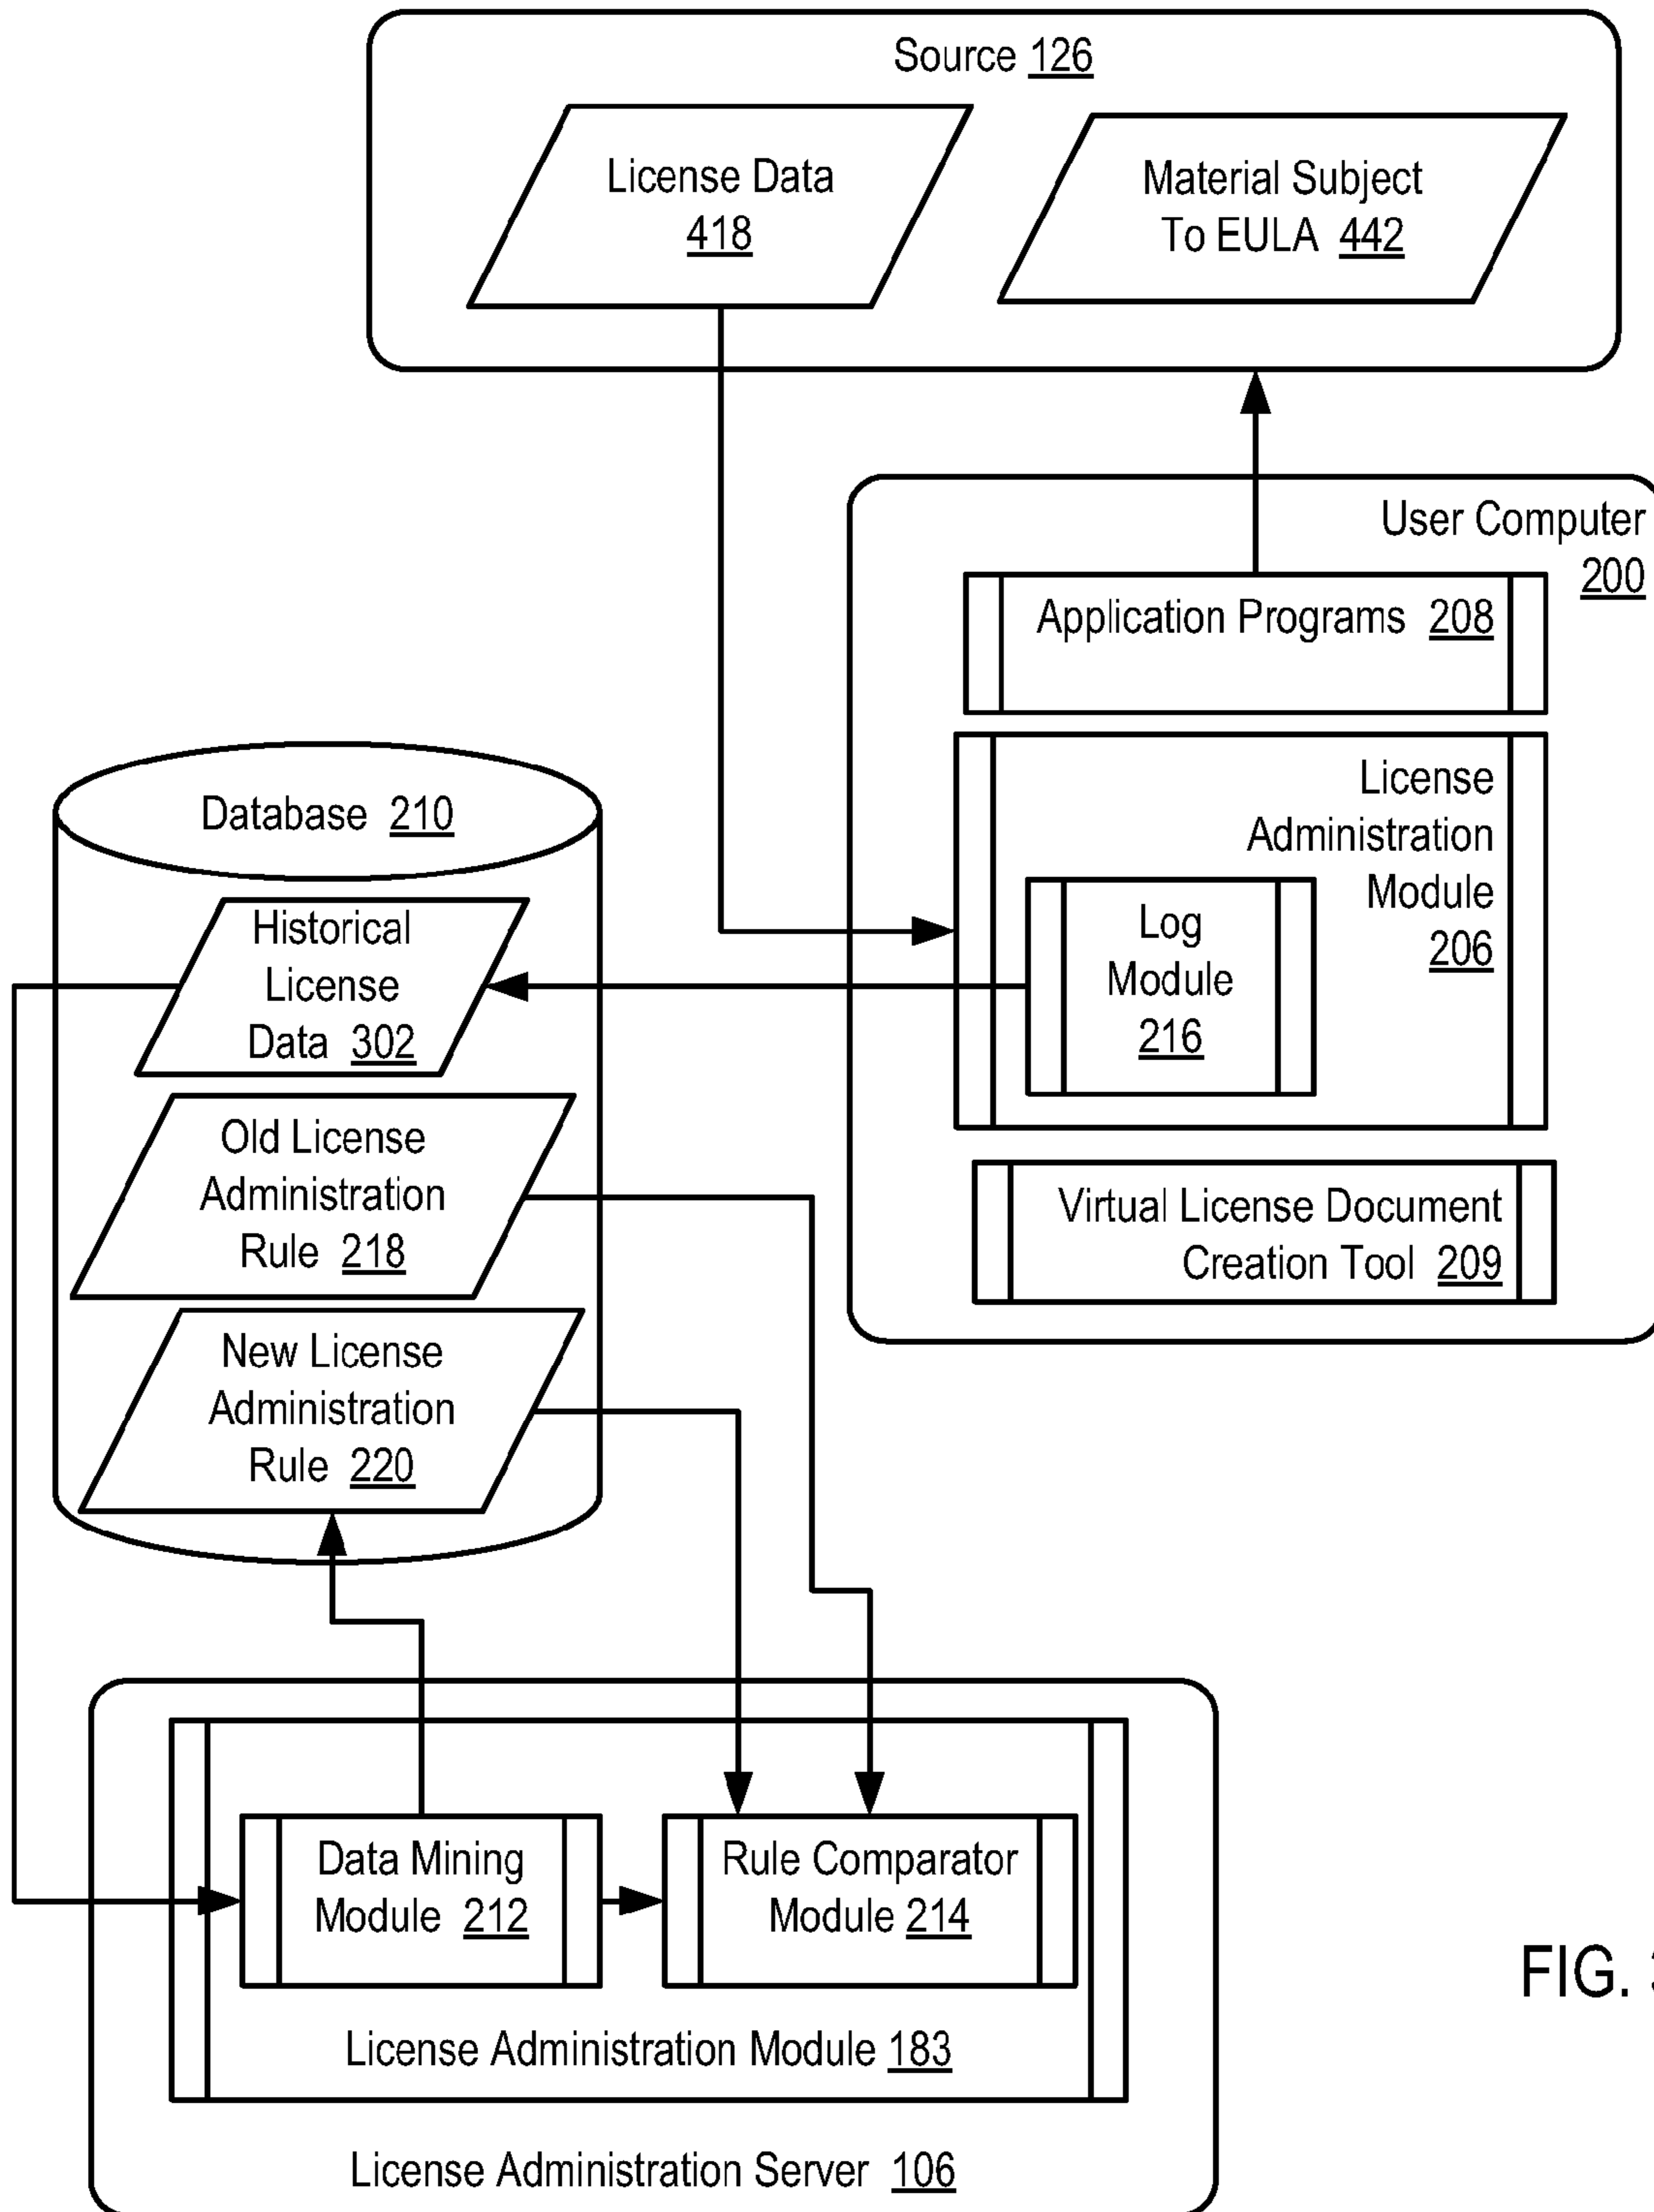 Source 126
License Data
418
Material Subject
To EULA 442
User Computer
200
Application Programs 208
License
Administration
Module
206
Log
Module
216
Virtual License Document
Creation Tool 209
Database 210
Historical
License
Data 302
Old License
Administration
Rule 218
New License
Administration
Rule 220
Data Mining
Module 212
Rule Comparator
Module 214
License Administration Module 183
License Administration Server 106
FIG.